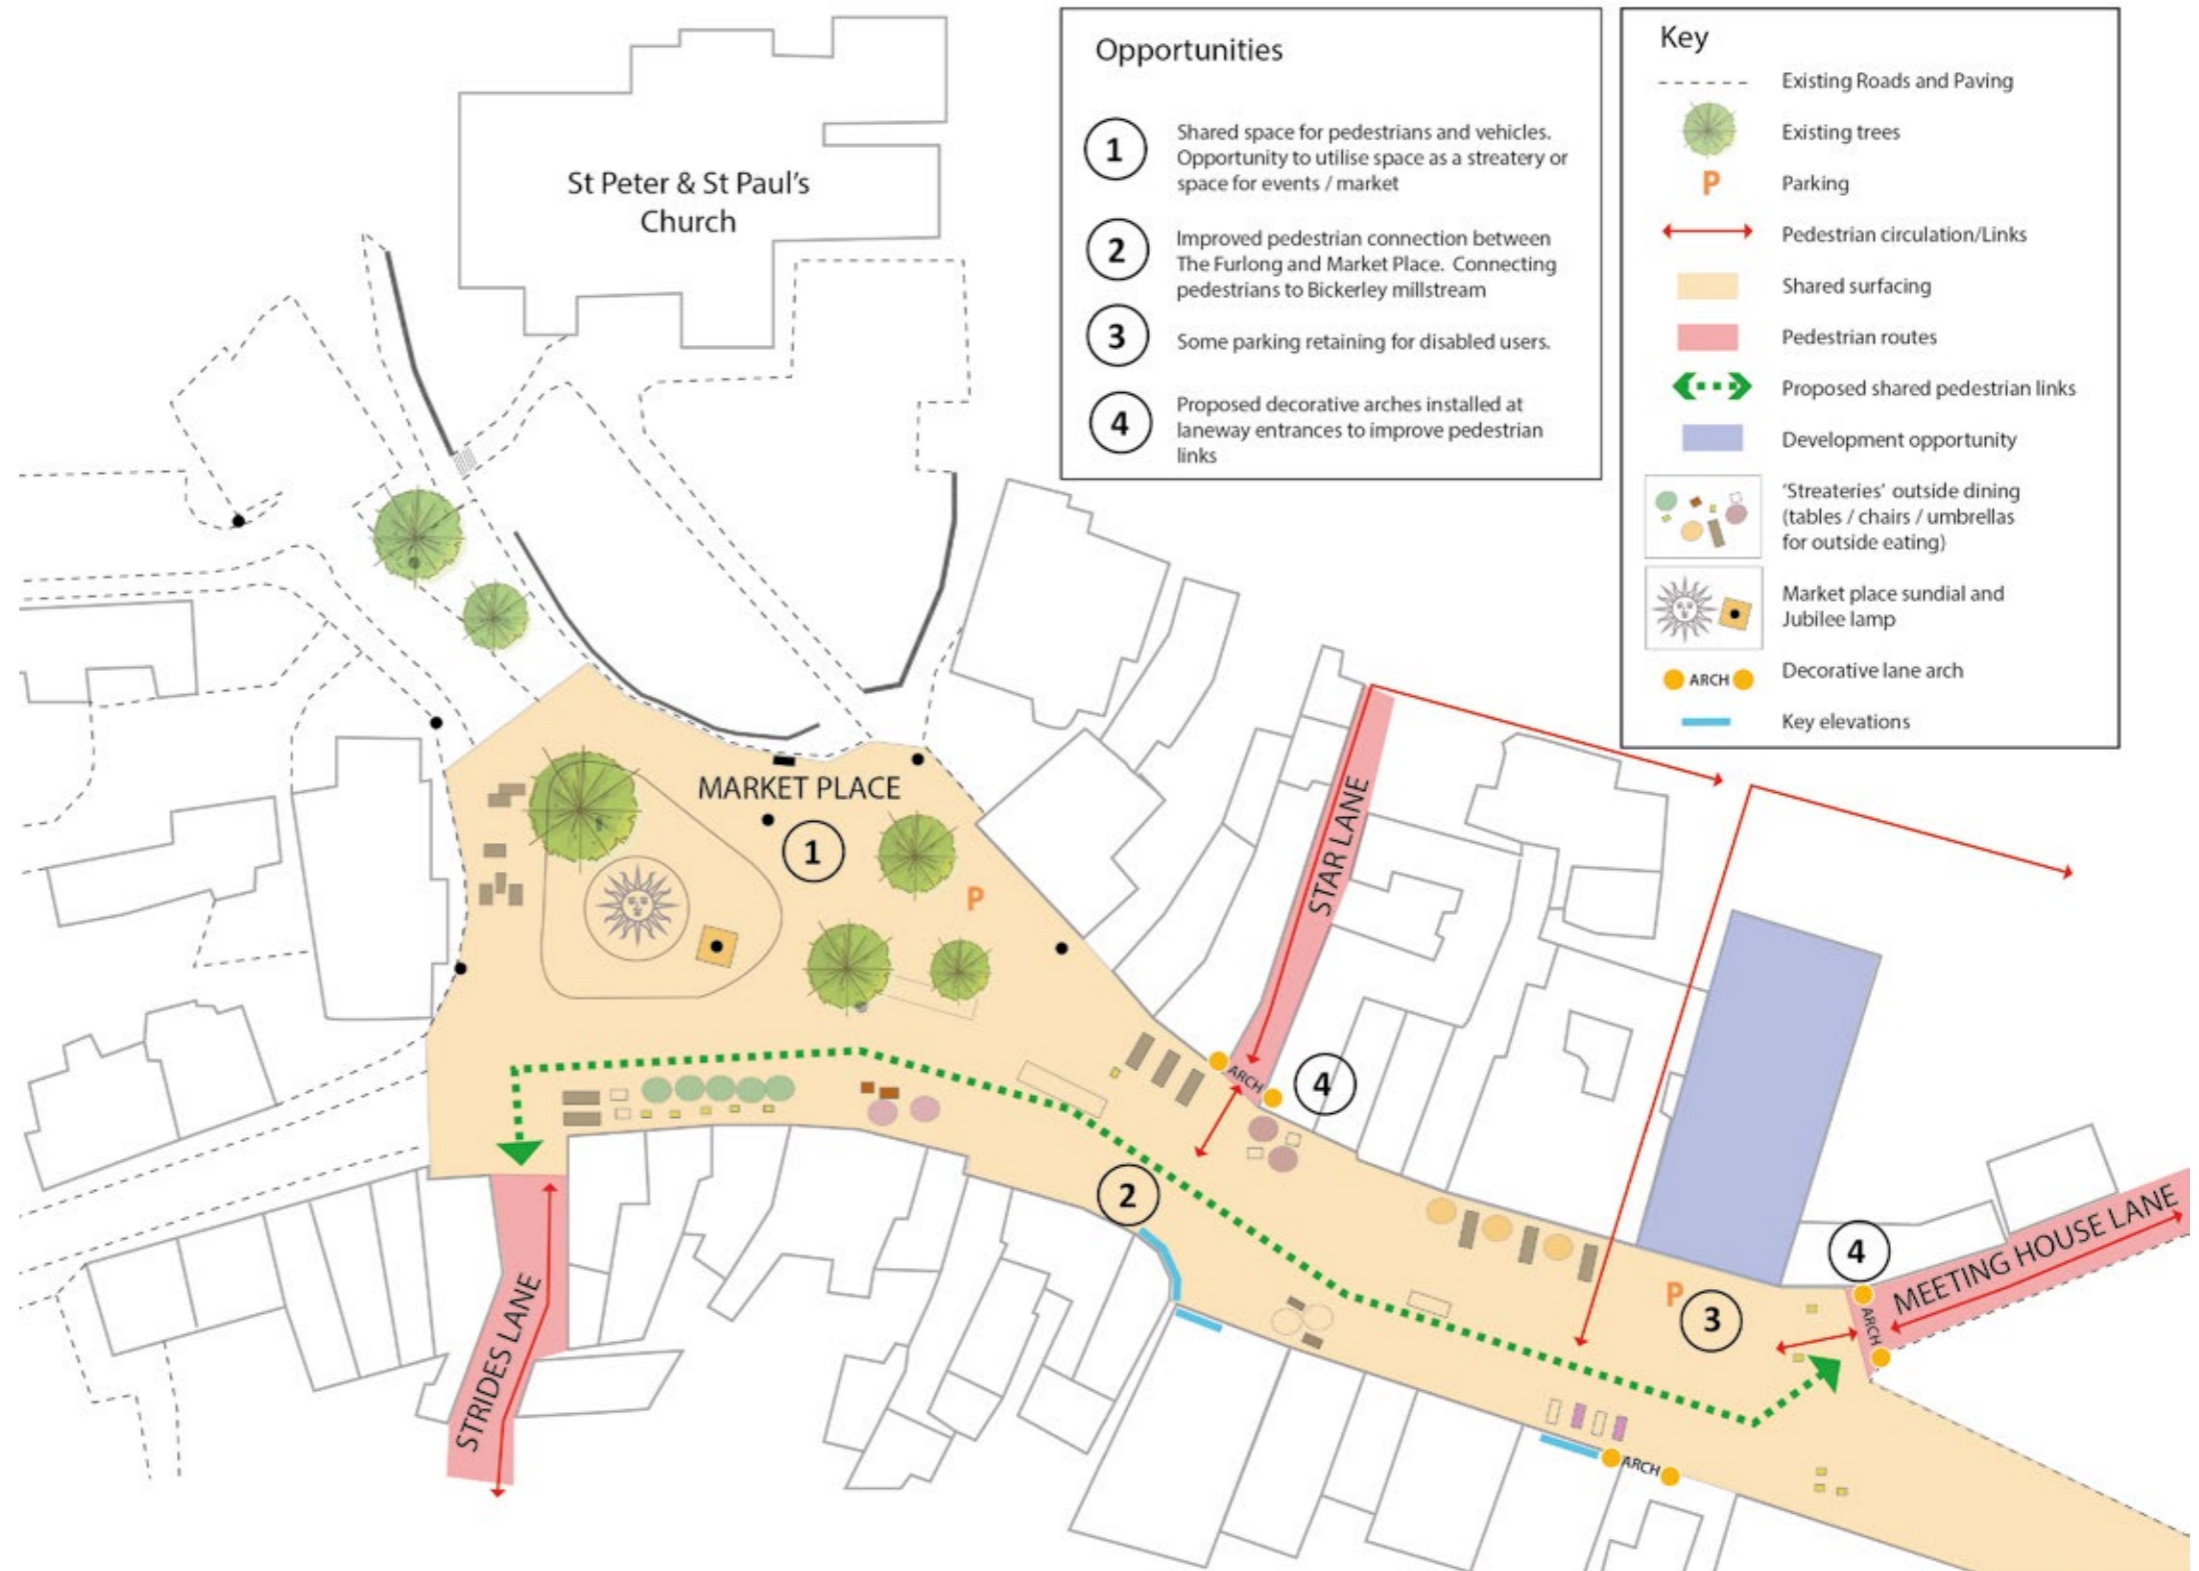 St Peter & St Paul's
Church
Opportunities
1
Shared space for pedestrians and vehicles.
Opportunity to utilise space as a streatery or
space for events / market
2
Improved pedestrian connection between
The Furlong and Market Place. Connecting
pedestrians to Bickerley millstream
3
Some parking retaining for disabled users.
4
Proposed decorative arches installed at
laneway entrances to improve pedestrian
links
Key
Existing Roads and Paving
Existing trees
P
Parking
Pedestrian circulation/Links
Shared surfacing
Pedestrian routes
Proposed shared pedestrian links
Development opportunity
'Streateries' outside dining
(tables / chairs / umbrellas
for outside eating)
Market place sundial and
Jubilee lamp
ARCH
Decorative lane arch
Key elevations
MARKET PLACE
1
P
STAR LANE
ARCH
4
2
STRIDES LANE
P
3
4
MEETING HOUSE LANE
ARCH
ARCH